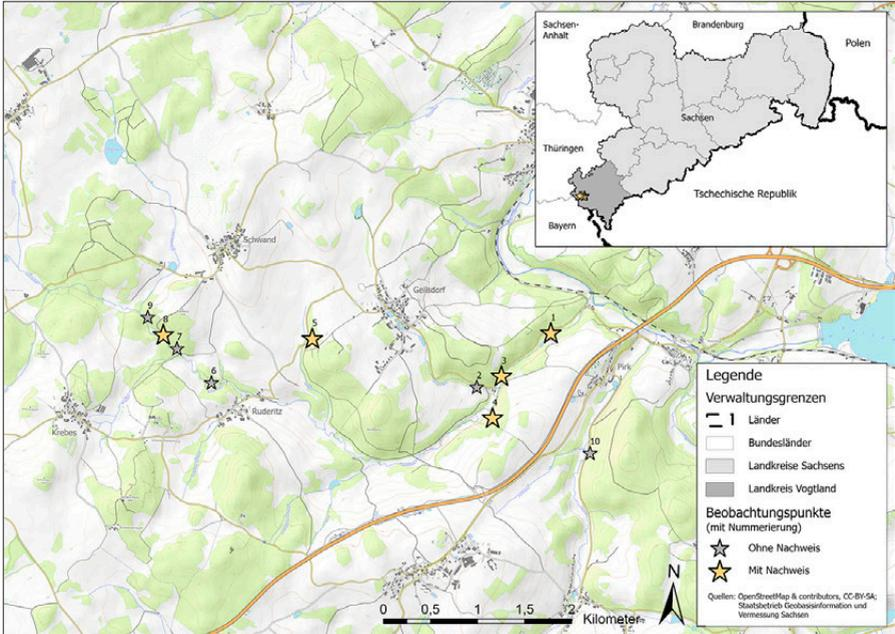 Sachsen-
Anhalt
Brandenburg
Polen
Sachsen
Thüringen
Tschechische Republik
Bayern
Schwand
Geilsdorf
9
8
7
5
1
3
2
6
4
10
Pirk
Ruderitz
Krebes
Legende
Verwaltungsgrenzen
Länder
Bundesländer
Landkreise Sachsens
Landkreis Vogtland
Beobachtungspunkte
(mit Nummerierung)
Ohne Nachweis
Mit Nachweis
Quellen: OpenStreetMap & contributors, CC-BY-SA;
Staatsbetrieb Geobasisinformation und
Vermessung Sachsen
N
0 0,5 1 2
Kilometer